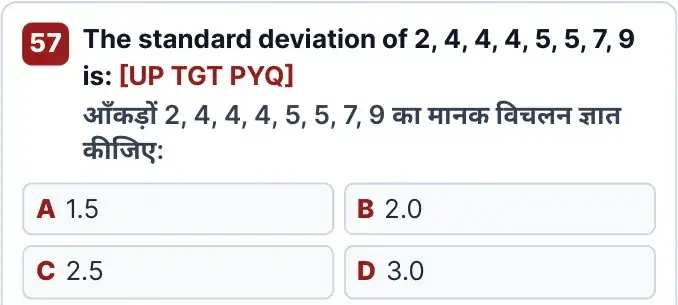 57 The standard deviation of 2, 4, 4, 4, 5, 5, 7, 9
is: [UP TGT PYQ]
आँकड़ों 2, 4, 4, 4, 5, 5, 7, 9 का मानक विचलन ज्ञात
कीजिए:
A 1.5
B 2.0
C 2.5
D 3.0